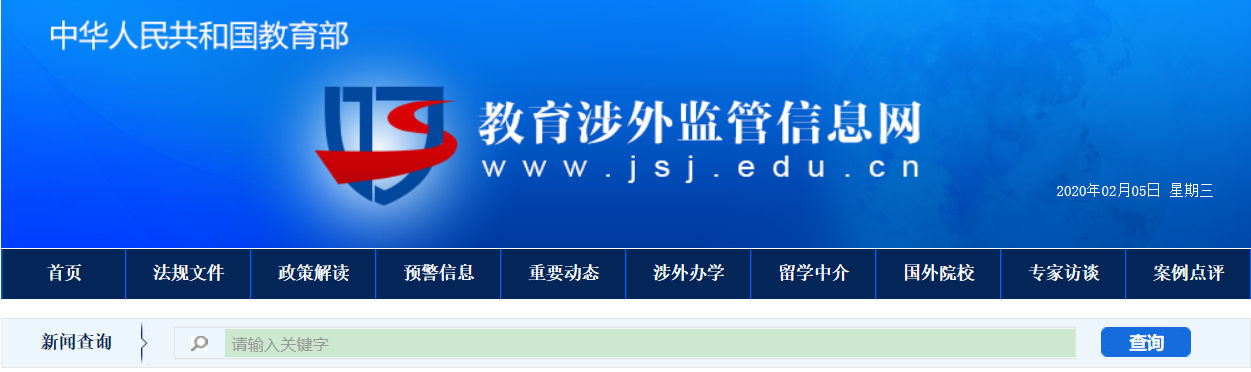 中华人民共和国教育部
JS
教育涉外监管信息网
www.jsj.edu.cn
2020年02月05日 星期三
首页 法规文件 政策解读 预警信息 重要动态 涉外办学 留学中介 国外院校 专家访谈 案例点评
新闻查询 请输入关键字 查询